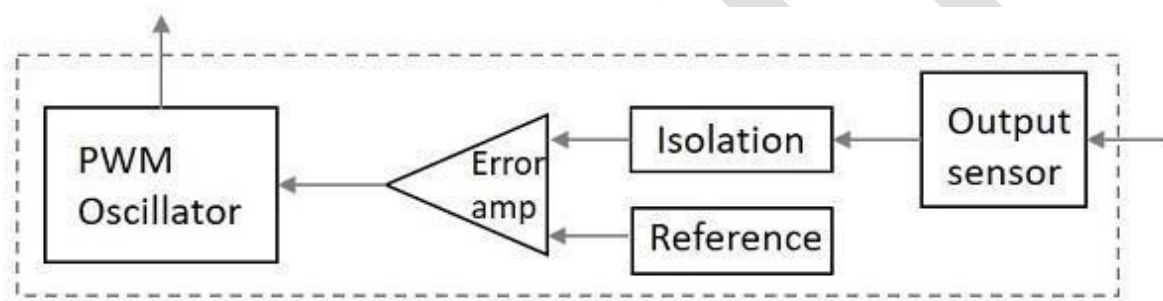 PWM
Oscillator
Error
amp
Isolation
Reference
Output
sensor